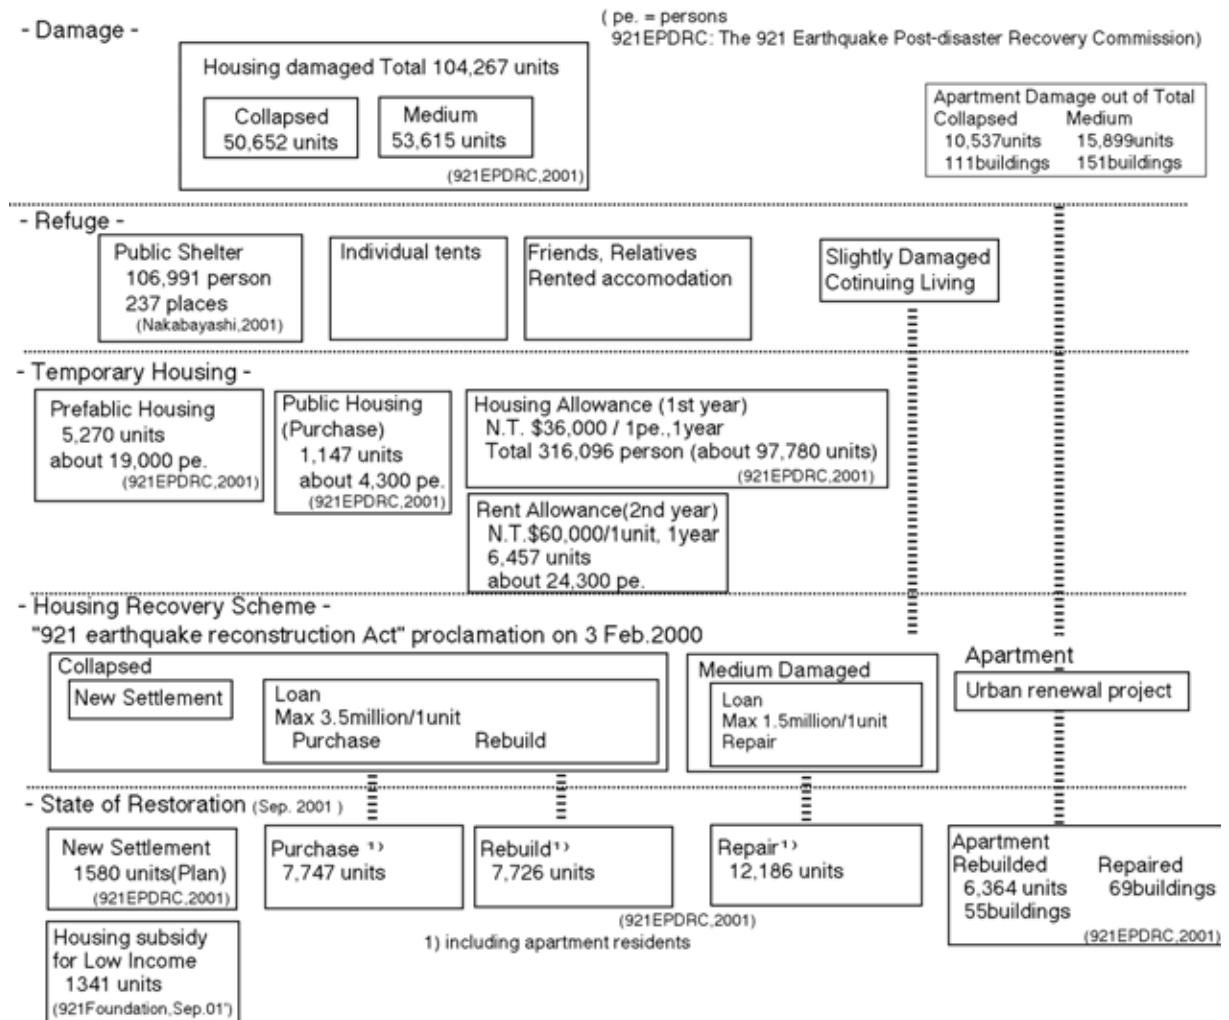 - Damage -
( pe. = persons
921EPDRC: The 921 Earthquake Post-disaster Recovery Commission)
Housing damaged Total 104,267 units
Collapsed
50,652 units
Medium
53,615 units
(921EPDRC,2001)
Apartment Damage out of Total
Collapsed Medium
10,537units 15,899units
111buildings 151buildings
- Refuge -
Public Shelter
106,991 person
237 places
(Nakabayashi,2001)
Individual tents
Friends, Relatives
Rented accomodation
Slightly Damaged
Cotinuing Living
- Temporary Housing -
Prefablic Housing
5,270 units
about 19,000 pe.
(921EPDRC,2001)
Public Housing
(Purchase)
1,147 units
about 4,300 pe.
(921EPDRC,2001)
Housing Allowance (1st year)
N.T. $36,000 / 1pe.,1year
Total 316,096 person (about 97,780 units)
(921EPDRC,2001)
Rent Allowance(2nd year)
N.T.$60,000/1unit, 1year
6,457 units
about 24,300 pe.
- Housing Recovery Scheme -
"921 earthquake reconstruction Act" proclamation on 3 Feb.2000
Collapsed
New Settlement
Loan
Max 3.5million/1unit
Purchase Rebuild
Medium Damaged
Loan
Max 1.5million/1unit
Repair
Apartment
Urban renewal project
- State of Restoration (Sep. 2001 )
New Settlement
1580 units(Plan)
(921EPDRC,2001)
Purchase ¹⁾
7,747 units
Rebuild¹⁾
7,726 units
Repair¹⁾
12,186 units
Apartment
Rebuilded Repaired
6,364 units 69buildings
55buildings
(921EPDRC,2001)
(921EPDRC,2001)
1) including apartment residents
Housing subsidy
for Low Income
1341 units
(921Foundation,Sep.01')